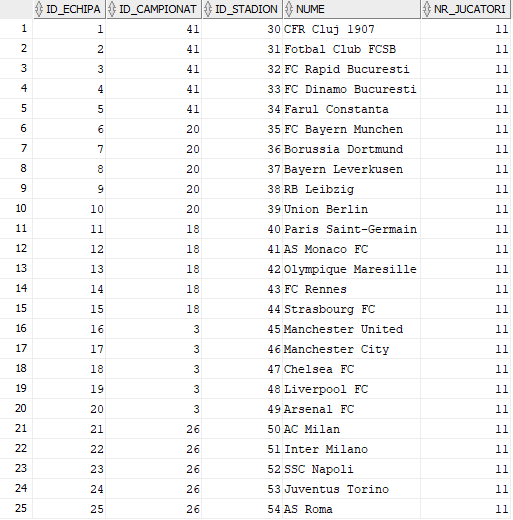 ID_ECHIPA ID_CAMPIONAT ID_STADION NUME NR_JUCATORI
1 1 41 30 CFR Cluj 1907 11
2 2 41 31 Fotbal Club FCSB 11
3 3 41 32 FC Rapid Bucuresti 11
4 4 41 33 FC Dinamo Bucuresti 11
5 5 41 34 Farul Constanta 11
6 6 20 35 FC Bayern Munchen 11
7 7 20 36 Borussia Dortmund 11
8 8 20 37 Bayern Leverkusen 11
9 9 20 38 RB Leibzig 11
10 10 20 39 Union Berlin 11
11 11 18 40 Paris Saint-Germain 11
12 12 18 41 AS Monaco FC 11
13 13 18 42 Olympique Maresille 11
14 14 18 43 FC Rennes 11
15 15 18 44 Strasbourg FC 11
16 16 3 45 Manchester United 11
17 17 3 46 Manchester City 11
18 18 3 47 Chelsea FC 11
19 19 3 48 Liverpool FC 11
20 20 3 49 Arsenal FC 11
21 21 26 50 AC Milan 11
22 22 26 51 Inter Milano 11
23 23 26 52 SSC Napoli 11
24 24 26 53 Juventus Torino 11
25 25 26 54 AS Roma 11